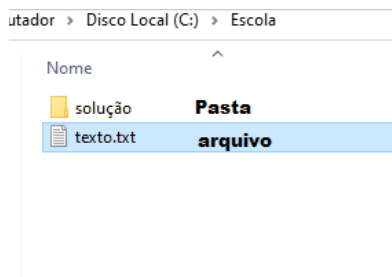 utador > Disco Local (C:) > Escola
Nome
solução Pasta
texto.txt arquivo